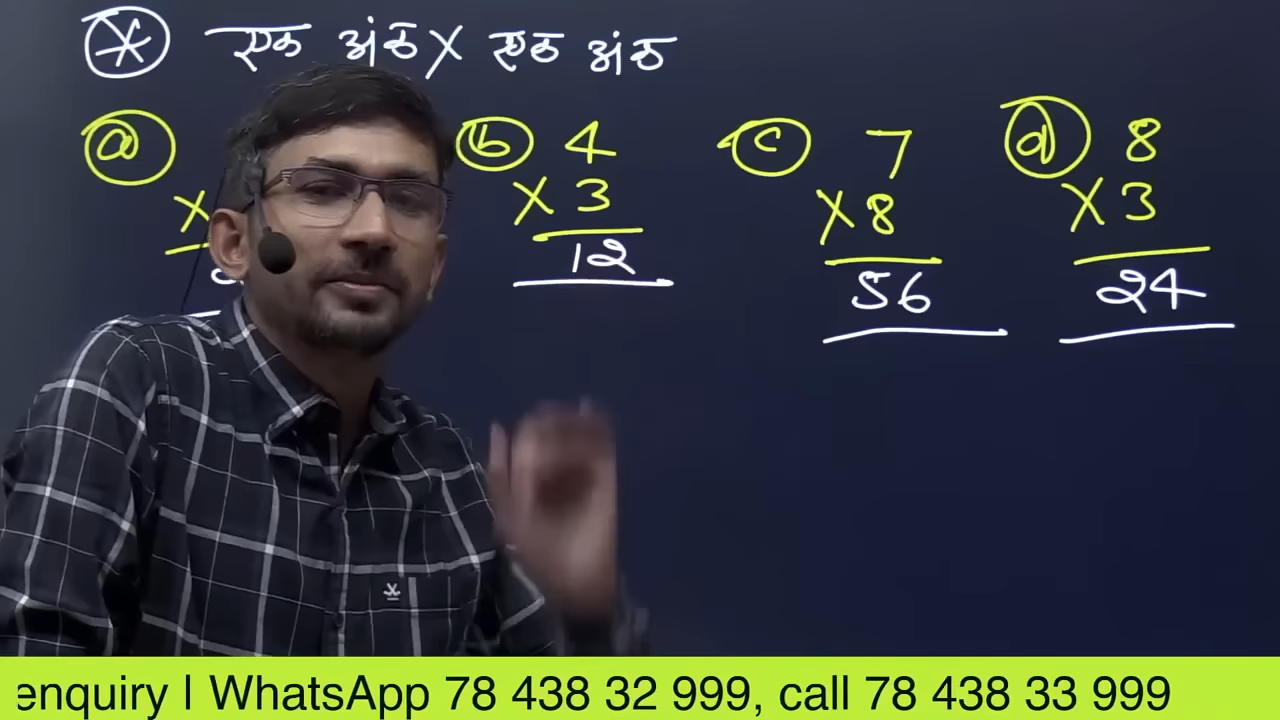 * एक अंक X एक अंक
a b 4 c 7 d 8
X X 3 X 8 X 3
12 56 24
enquiry | WhatsApp 78 438 32 999, call 78 438 33 999